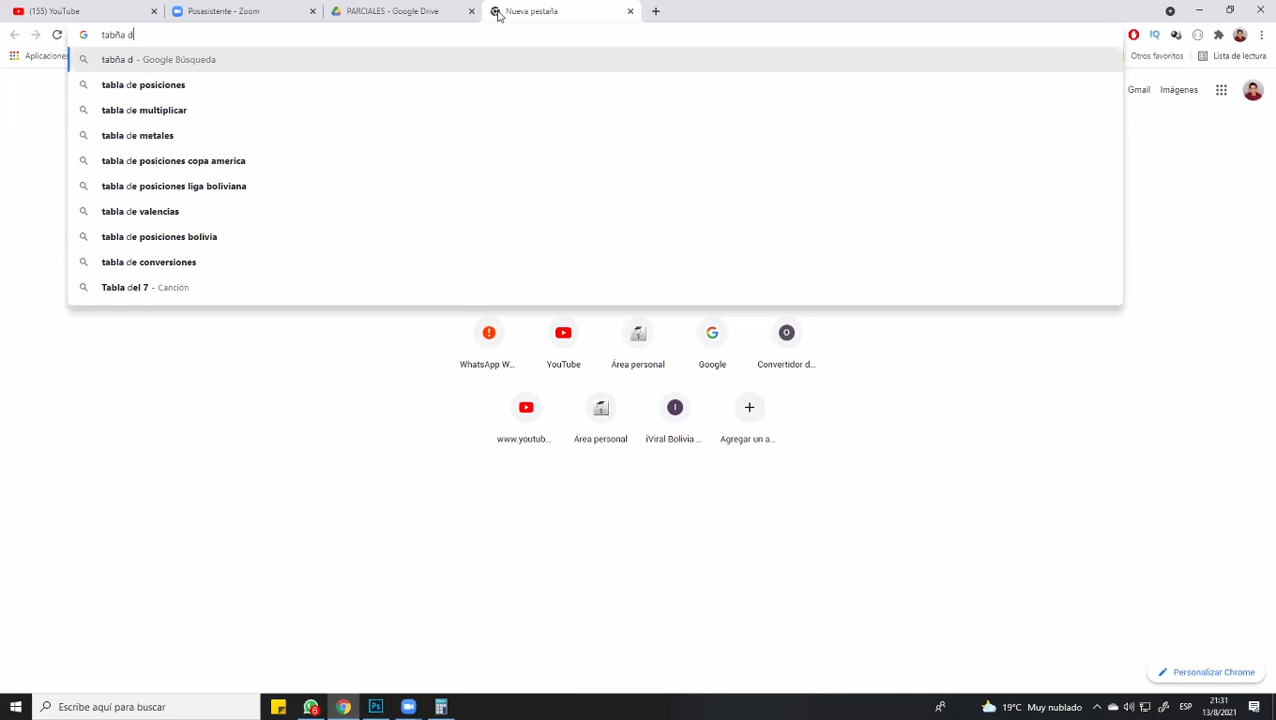 (155) YouTube
Posasistente - Zoom
PARCIALES - Google Drive
Nueva pestaña
tabña d
Aplicaciones
Otros favoritos
Lista de lectura
tabña d - Google Búsqueda
tabla de posiciones
tabla de multiplicar
tabla de metales
tabla de posiciones copa america
tabla de posiciones liga boliviana
tabla de valencias
tabla de posiciones bolivia
tabla de conversiones
Tabla del 7 - Canción
Gmail Imágenes
WhatsApp W...
YouTube
Área personal
Google
Convertidor d...
www.youtub...
Área personal
iViral Bolivia ...
Agregar un a...
Personalizar Chrome
Escribe aquí para buscar
19°C Muy nublado
ESP
21:31
13/8/2021